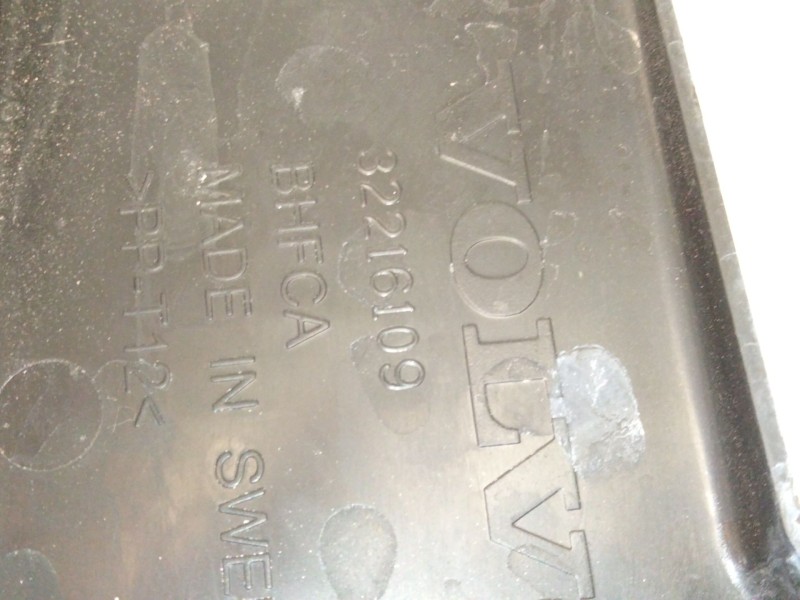 VOLV
32216109
BHFCA
MADE IN SWE
>PP-T12<